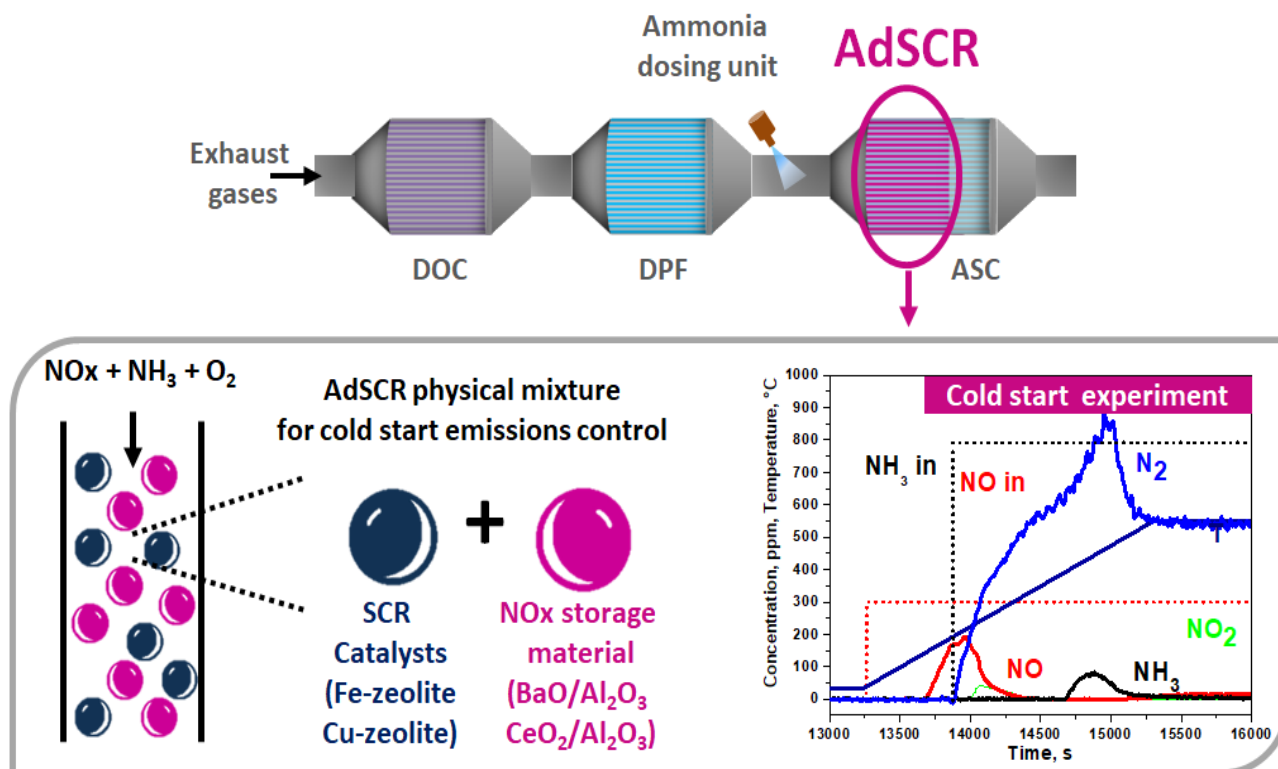 Ammonia
dosing unit
AdSCR
Exhaust
gases
DOC
DPF
ASC
NOx + NH₃ + O₂
AdSCR physical mixture
for cold start emissions control
+
SCR
Catalysts
(Fe-zeolite
Cu-zeolite)
NOx storage
material
(BaO/Al₂O₃
CeO₂/Al₂O₃)
Cold start experiment
Concentration, ppm, Temperature, °C
1000
900
800
700
600
500
400
300
200
100
0
NH₃ in
NO in
N₂
T
NO₂
NO
NH₃
13000
14000
14500
15000
15500
16000
Time, s